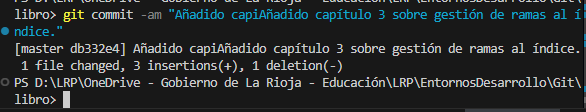 PS D:\LRP\OneDrive - Gobierno de La Rioja - Educación\LRP\EntornosDesarrollo\Git\
libro> git commit -am "Añadido capiAñadido capítulo 3 sobre gestión de ramas al í
ndice."
[master db332e4] Añadido capiAñadido capítulo 3 sobre gestión de ramas al índice.
1 file changed, 3 insertions(+), 1 deletion(-)
PS D:\LRP\OneDrive - Gobierno de La Rioja - Educación\LRP\EntornosDesarrollo\Git\
libro>